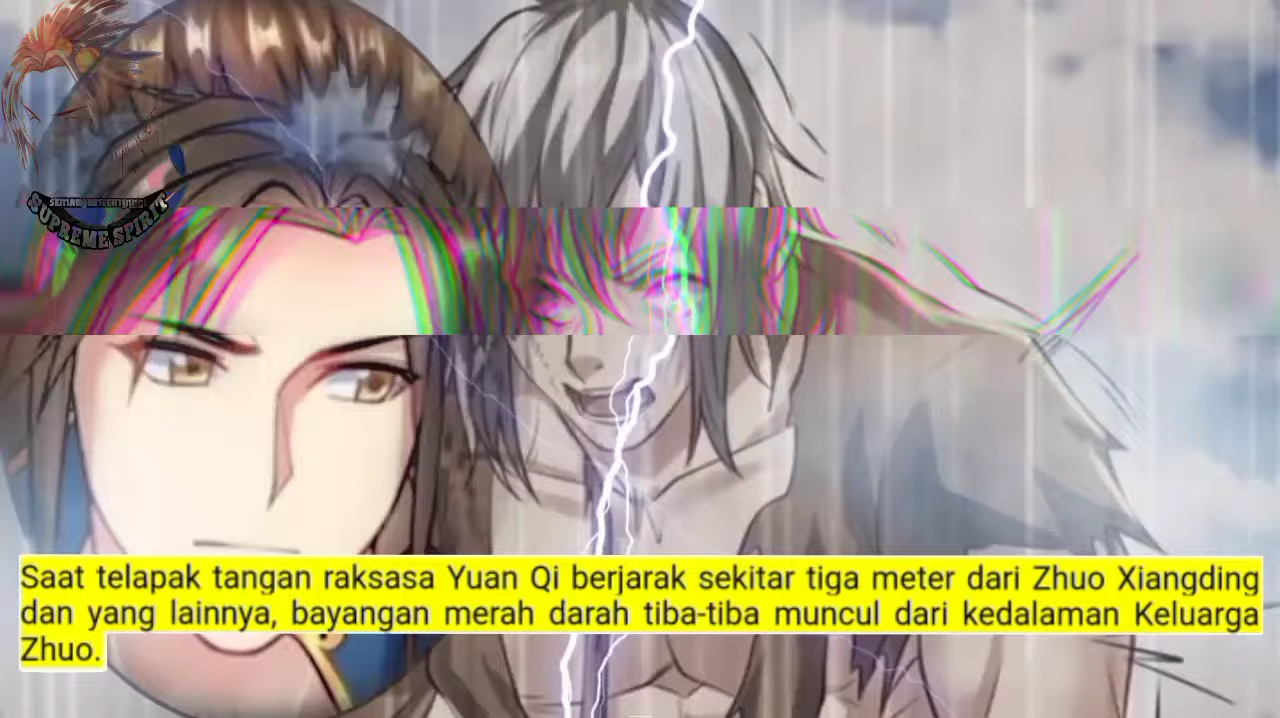 SUPREME SPIRIT
Saat telapak tangan raksasa Yuan Qi berjarak sekitar tiga meter dari Zhuo Xiangding
dan yang lainnya, bayangan merah darah tiba-tiba muncul dari kedalaman Keluarga
Zhuo.